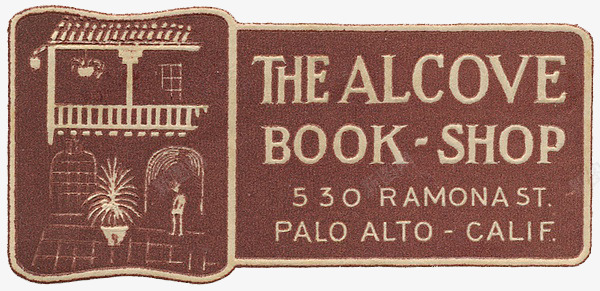 THE ALCOVE
BOOK-SHOP
530 RAMONA ST.
PALO ALTO - CALIF.